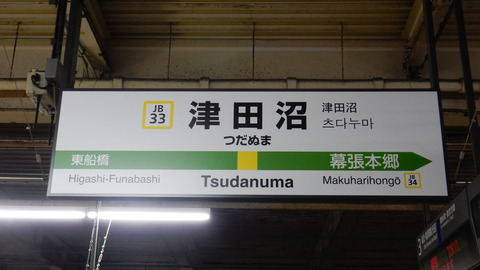 JB
33
津田沼
津田沼
츠다누마
つだぬま
東船橋
幕張本郷
Higashi-Funabashi
Tsudanuma
Makuharihongō
JB
34